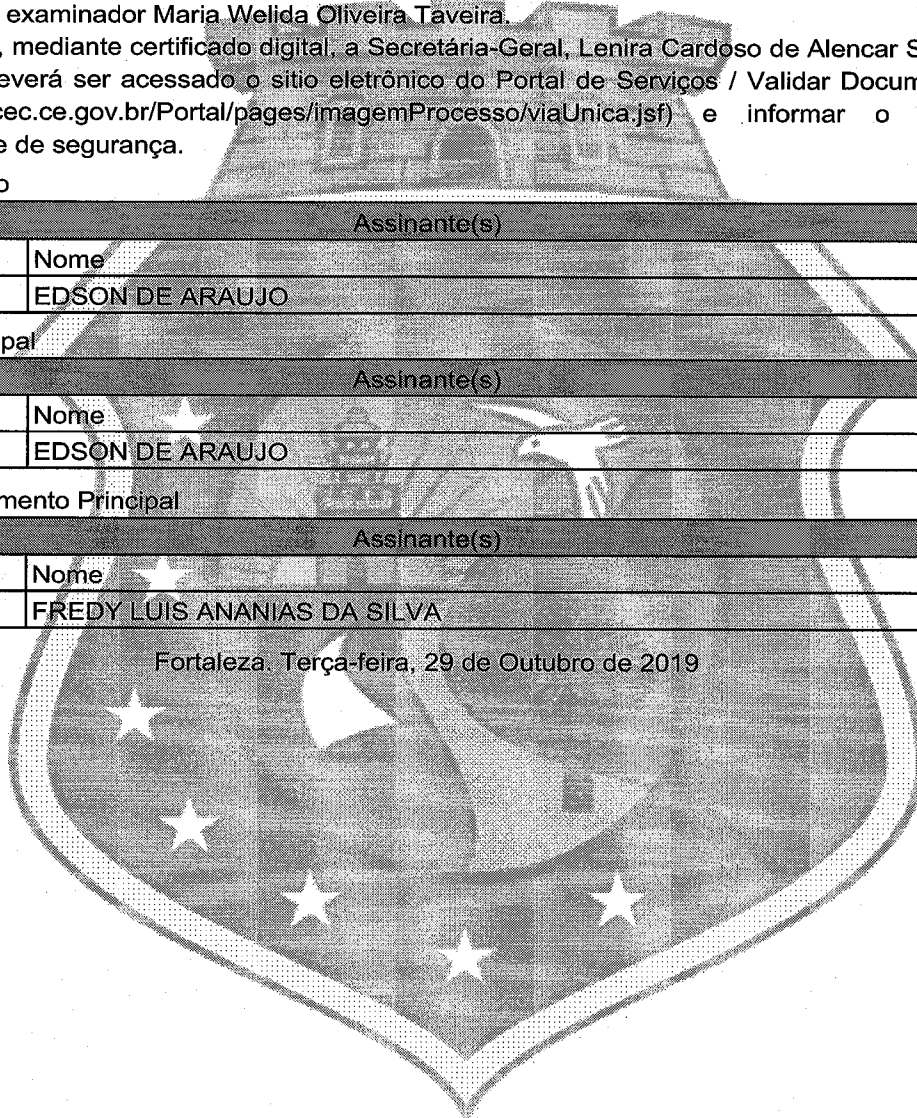 examinador Maria Welida Oliveira Taveira.
, mediante certificado digital, a Secretária-Geral, Lenira Cardoso de Alencar S
everá ser acessado o sitio eletrônico do Portal de Serviços / Validar Docum
cec.ce.gov.br/Portal/pages/imagemProcesso/viaUnica.jsf) e informar o
e de segurança.
o
Assinante(s)
Nome
EDSON DE ARAUJO
pal
Assinante(s)
Nome
EDSON DE ARAUJO
mento Principal
Assinante(s)
Nome
FREDY LUIS ANANIAS DA SILVA
Fortaleza. Terça-feira, 29 de Outubro de 2019